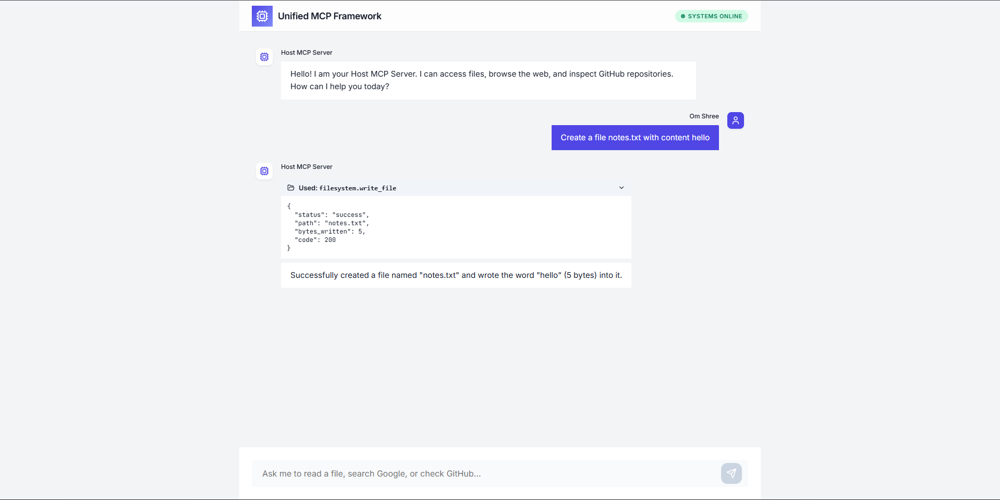 Unified MCP Framework
SYSTEMS ONLINE
Host MCP Server
Hello! I am your Host MCP Server. I can access files, browse the web, and inspect GitHub repositories.
How can I help you today?
Om Shree
Create a file notes.txt with content hello
Host MCP Server
Used: filesystem.write_file
{
  "status": "success",
  "path": "notes.txt",
  "bytes_written": 5,
  "code": 200
}
Successfully created a file named "notes.txt" and wrote the word "hello" (5 bytes) into it.
Ask me to read a file, search Google, or check GitHub...